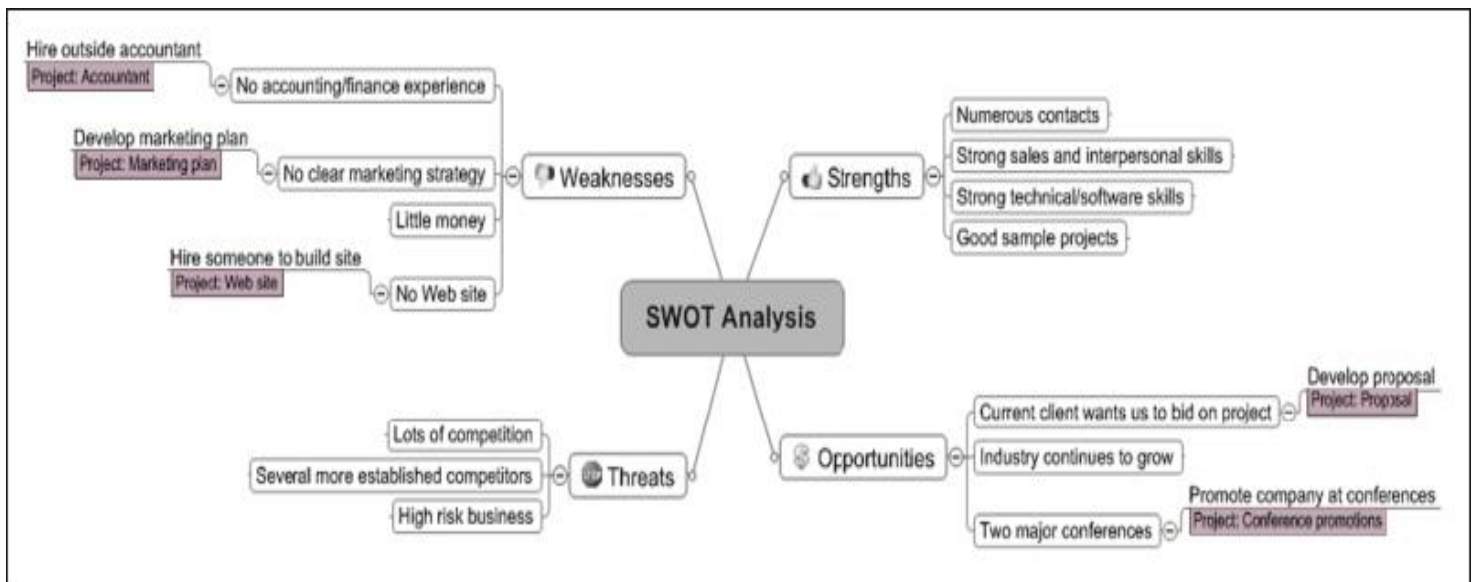 Hire outside accountant
Project: Accountant
No accounting/finance experience
Develop marketing plan
Project: Marketing plan
No clear marketing strategy
Little money
Hire someone to build site
Project: Web site
No Web site
Weaknesses
Strengths
Numerous contacts
Strong sales and interpersonal skills
Strong technical/software skills
Good sample projects
SWOT Analysis
Lots of competition
Several more established competitors
High risk business
Threats
Opportunities
Current client wants us to bid on project
Develop proposal
Project: Proposal
Industry continues to grow
Two major conferences
Promote company at conferences
Project: Conference promotions